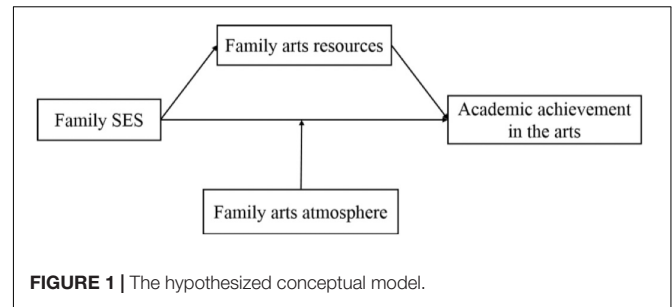 Family arts resources
Family SES
Academic achievement
in the arts
Family arts atmosphere
FIGURE 1 | The hypothesized conceptual model.